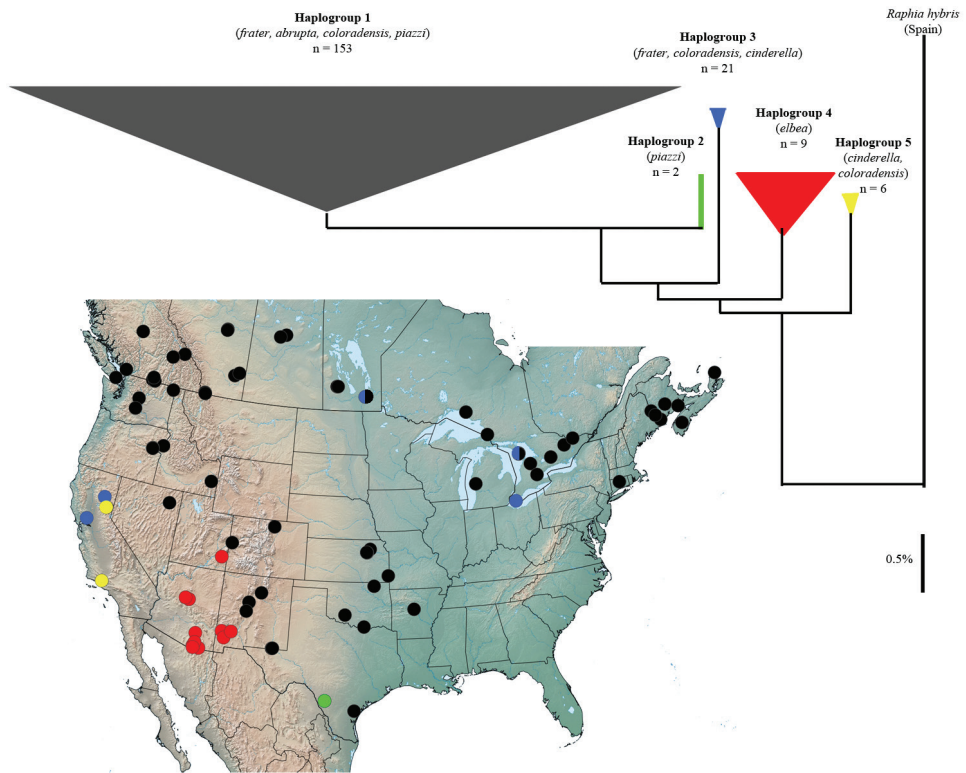 Haplogroup 1
(frater, abrupta, coloradensis, piazzi)
n = 153
Haplogroup 2
(piazzi)
n = 2
Haplogroup 3
(frater, coloradensis, cinderella)
n = 21
Haplogroup 4
(elbea)
n = 9
Haplogroup 5
(cinderella,
coloradensis)
n = 6
Raphia hybris
(Spain)
0.5%